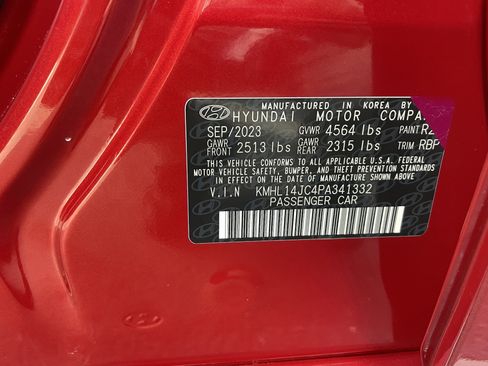 MANUFACTURED IN KOREA BY
HYUNDAI MOTOR COMPA
SEP/2023 GVWR 4564 lbs PAINT R2
GAWR FRONT 2513 lbs GAWR REAR 2315 lbs TRIM RBP
THIS VEHICLE CONFORMS TO ALL APPLICABLE U.S.A. FEDERAL
MOTOR VEHICLE SAFETY, BUMPER, AND THEFT PREVENTION STANDARDS
IN EFFECT ON THE DATE OF MANUFACTURE SHOWN ABOVE.
V.I.N KMHL14JC4PA341332
PASSENGER CAR